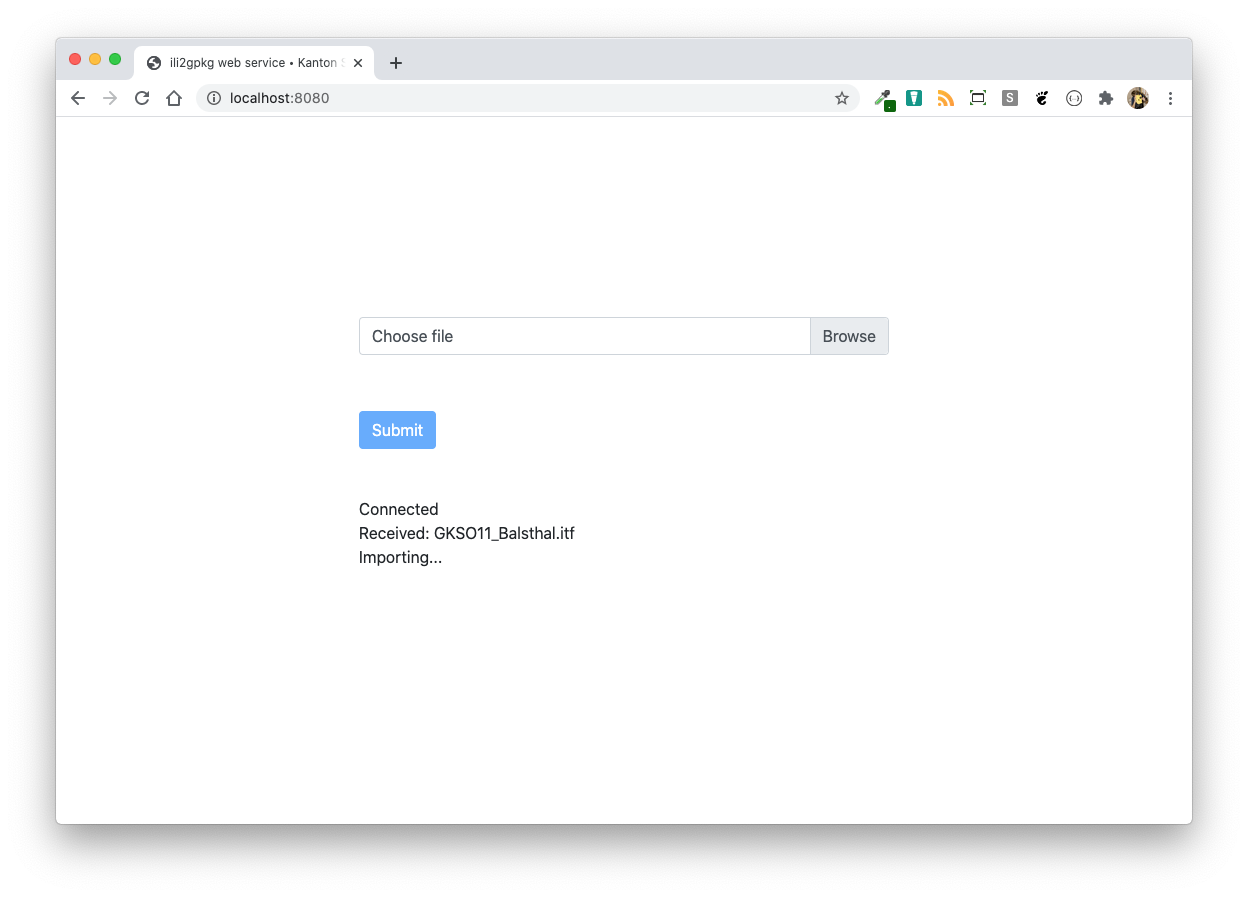 ili2gpkg web service • Kanton S
localhost:8080
S
Choose file
Browse
Submit
Connected
Received: GKSO11_Balsthal.itf
Importing...